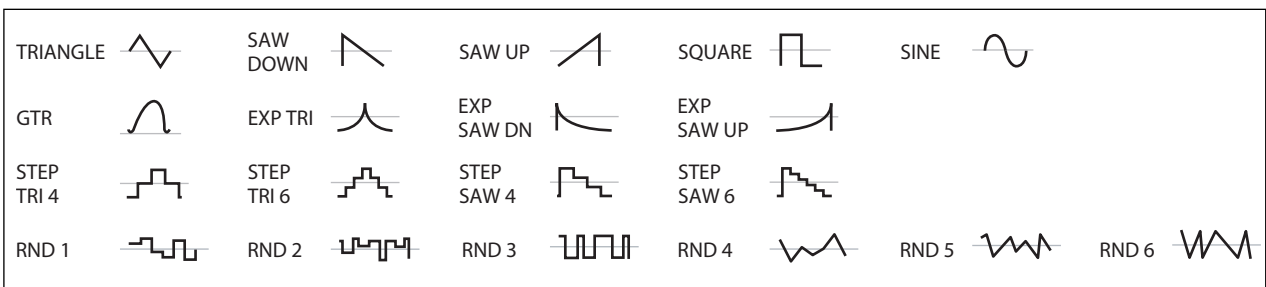 TRIANGLE
SAW
DOWN
SAW UP
SQUARE
SINE
GTR
EXP TRI
EXP
SAW DN
EXP
SAW UP
STEP
TRI 4
STEP
TRI 6
STEP
SAW 4
STEP
SAW 6
RND 1
RND 2
RND 3
RND 4
RND 5
RND 6